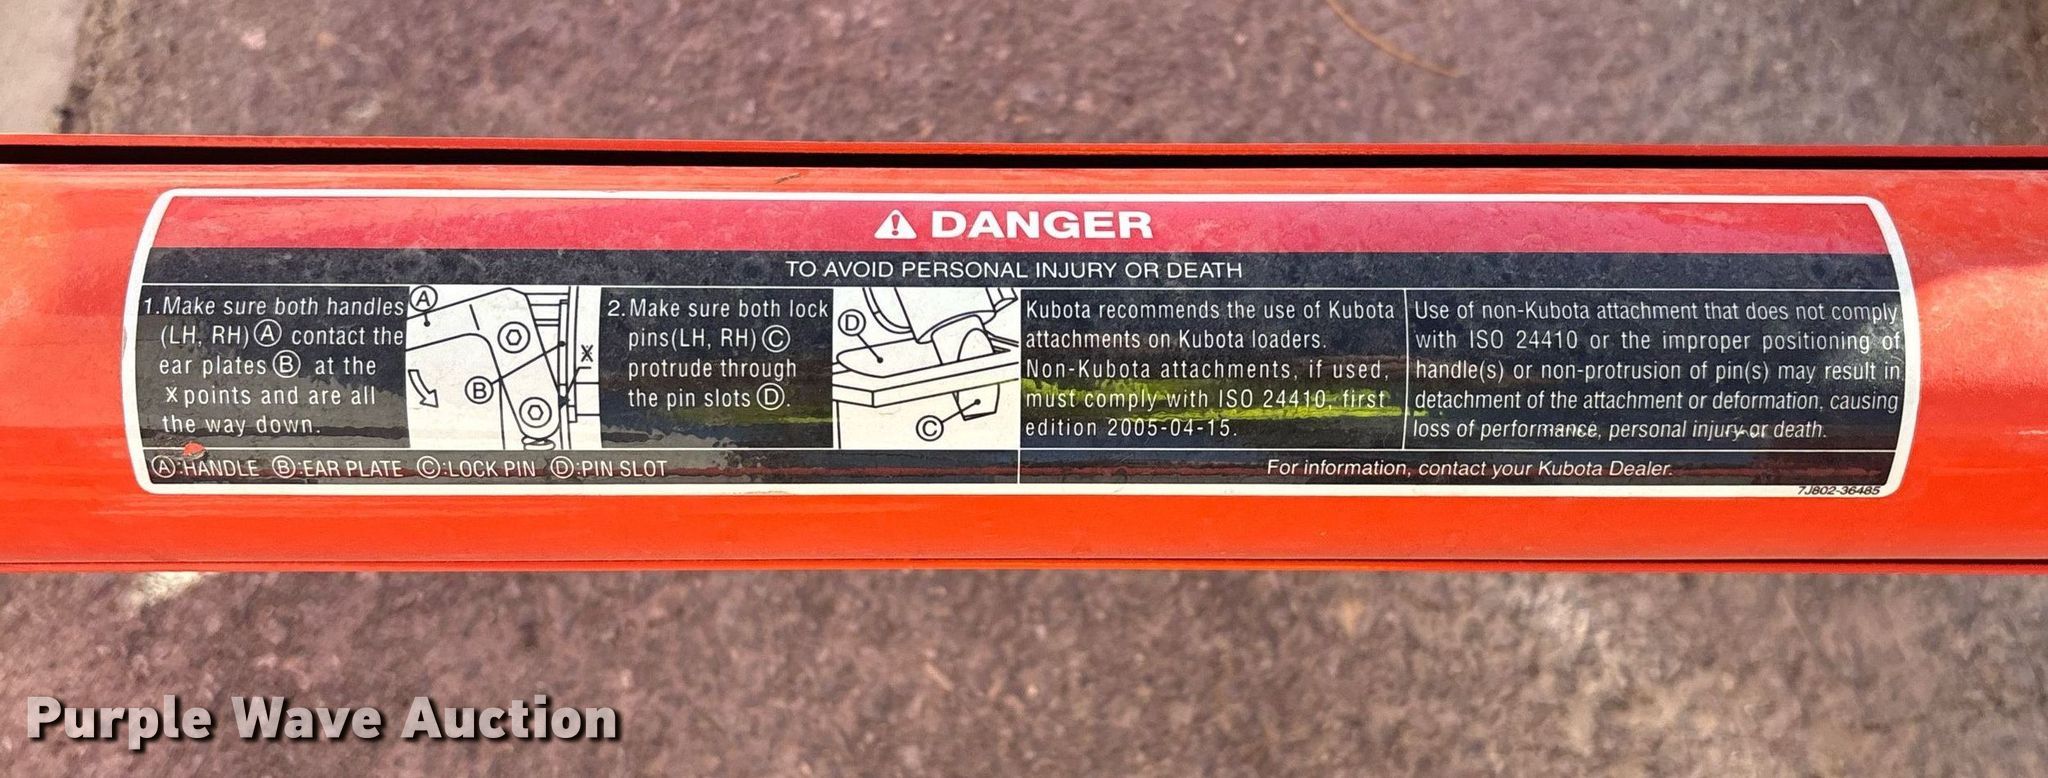 DANGER
TO AVOID PERSONAL INJURY OR DEATH
1.Make sure both handles
(LH, RH) Ⓐ contact the
ear plates Ⓑ at the
x points and are all
the way down.
A
B
x
2.Make sure both lock
pins(LH, RH) Ⓒ
protrude through
the pin slots Ⓓ.
D
C
Kubota recommends the use of Kubota
attachments on Kubota loaders.
Non-Kubota attachments, if used,
must comply with ISO 24410, first
edition 2005-04-15.
Use of non-Kubota attachment that does not comply
with ISO 24410 or the improper positioning of
handle(s) or non-protrusion of pin(s) may result in
detachment of the attachment or deformation, causing
loss of performance, personal injury or death.
Ⓐ:HANDLE Ⓑ:EAR PLATE Ⓒ:LOCK PIN Ⓓ:PIN SLOT
For information, contact your Kubota Dealer.
7J802-36485
Purple Wave Auction